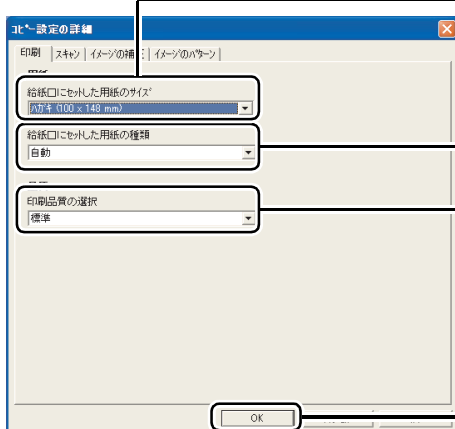 コピー設定の詳細
印刷 スキャン イメージの補正 イメージのパターン
用紙
給紙口にセットした用紙のサイズ
ハガキ (100 x 148 mm)
給紙口にセットした用紙の種類
自動
印刷品質の選択
標準
OK